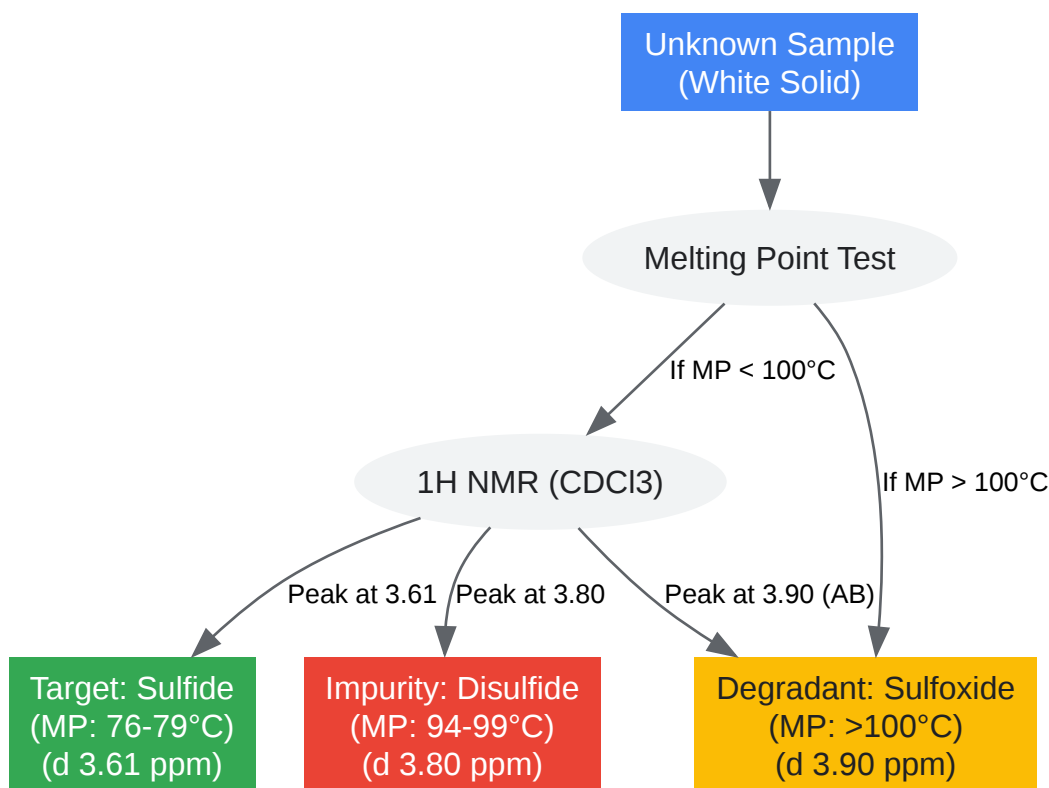 Unknown Sample
(White Solid)
Melting Point Test
If MP < 100°C
1H NMR (CDCl3)
If MP > 100°C
Peak at 3.61
Peak at 3.80
Peak at 3.90 (AB)
Target: Sulfide
(MP: 76-79°C)
(d 3.61 ppm)
Impurity: Disulfide
(MP: 94-99°C)
(d 3.80 ppm)
Degradant: Sulfoxide
(MP: >100°C)
(d 3.90 ppm)